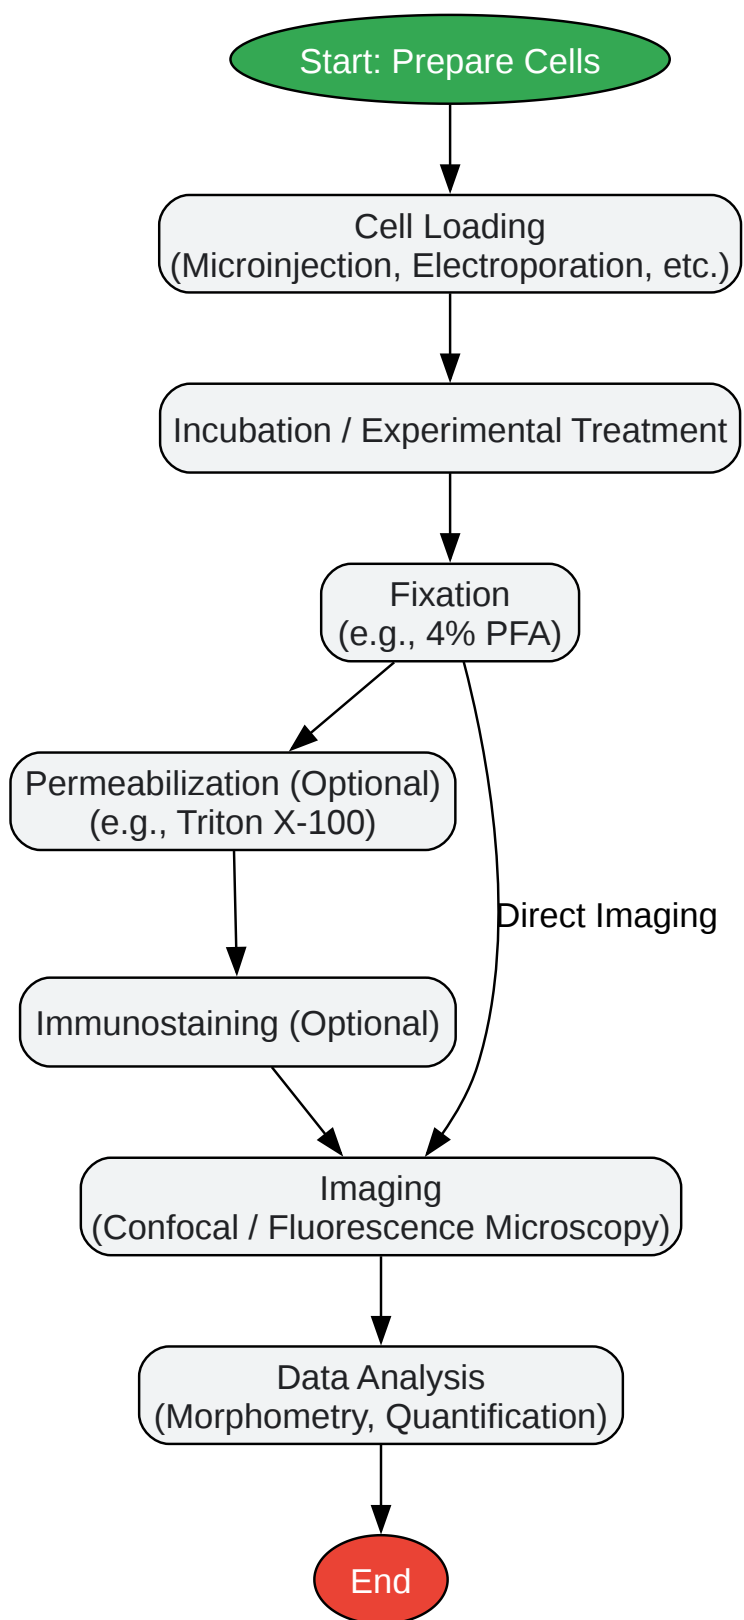 Start: Prepare Cells
Cell Loading
(Microinjection, Electroporation, etc.)
Incubation / Experimental Treatment
Fixation
(e.g., 4% PFA)
Permeabilization (Optional)
(e.g., Triton X-100)
Direct Imaging
Immunostaining (Optional)
Imaging
(Confocal / Fluorescence Microscopy)
Data Analysis
(Morphometry, Quantification)
End